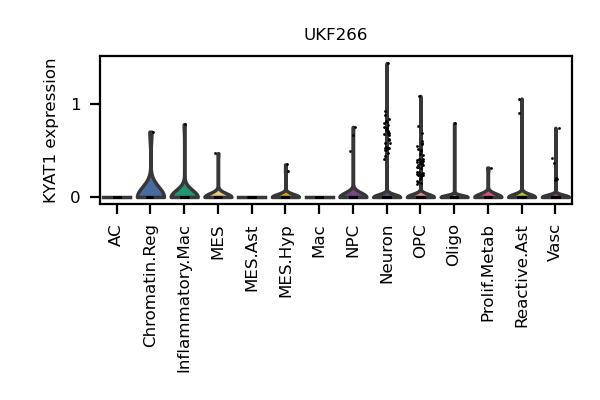 UKF266
KYAT1 expression
1
0
AC
Chromatin.Reg
Inflammatory.Mac
MES
MES.Ast
MES.Hyp
Mac
NPC
Neuron
OPC
Oligo
Prolif.Metab
Reactive.Ast
Vasc